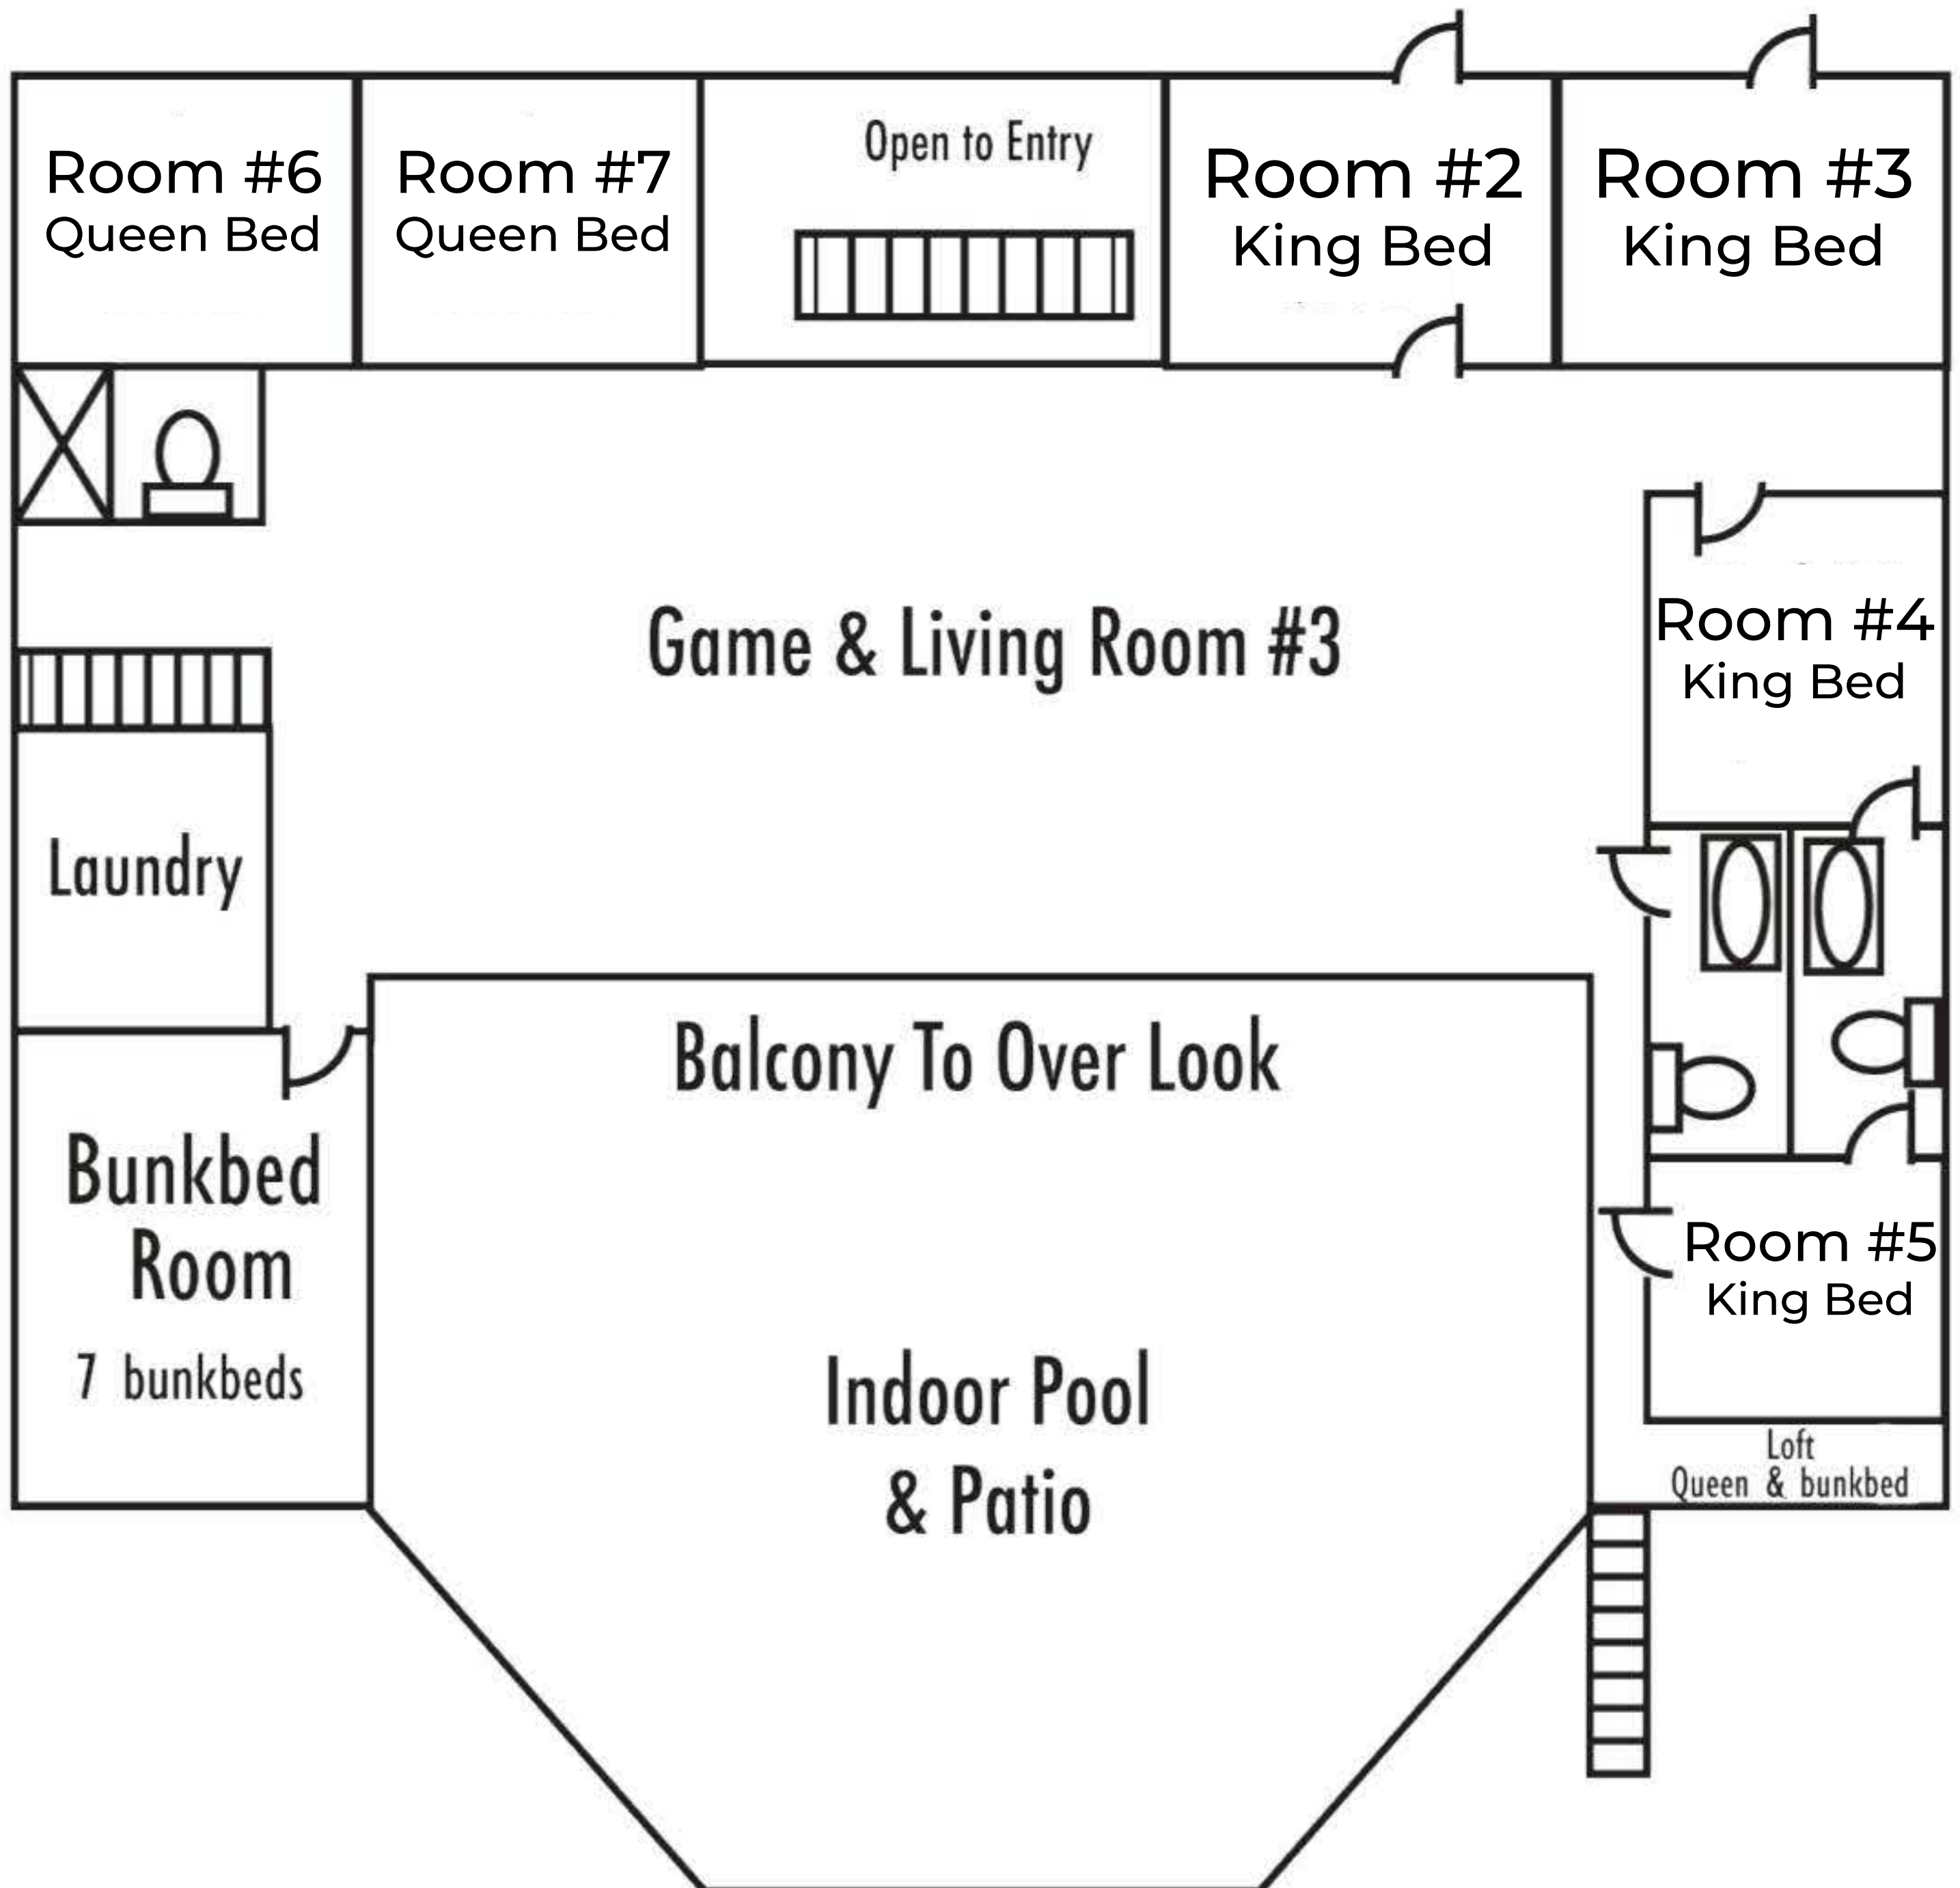 Room #6
Queen Bed
Room #7
Queen Bed
Open to Entry
Room #2
King Bed
Room #3
King Bed
Game & Living Room #3
Room #4
King Bed
Laundry
Balcony To Over Look
Bunkbed
Room
7 bunkbeds
Indoor Pool
& Patio
Room #5
King Bed
Loft
Queen & bunkbed